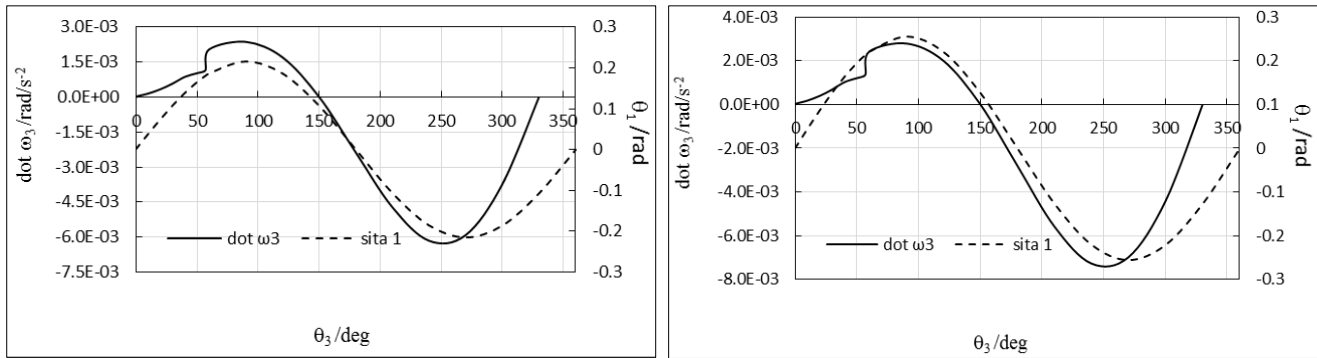 3.0E-03
1.5E-03
0.0E+00
-1.5E-03
-3.0E-03
-4.5E-03
-6.0E-03
-7.5E-03
dot ω3 /rad/s-2
0 50 100 150 200 250 300 350
0.3
0.2
0.1
0
-0.1
-0.2
-0.3
θ1 /rad
dot ω3 sita 1
θ3 /deg
4.0E-03
2.0E-03
0.0E+00
-2.0E-03
-4.0E-03
-6.0E-03
-8.0E-03
dot ω3 /rad/s-2
0 50 100 150 200 250 300 350
0.3
0.2
0.1
0
-0.1
-0.2
-0.3
θ1 /rad
dot ω3 sita 1
θ3 /deg